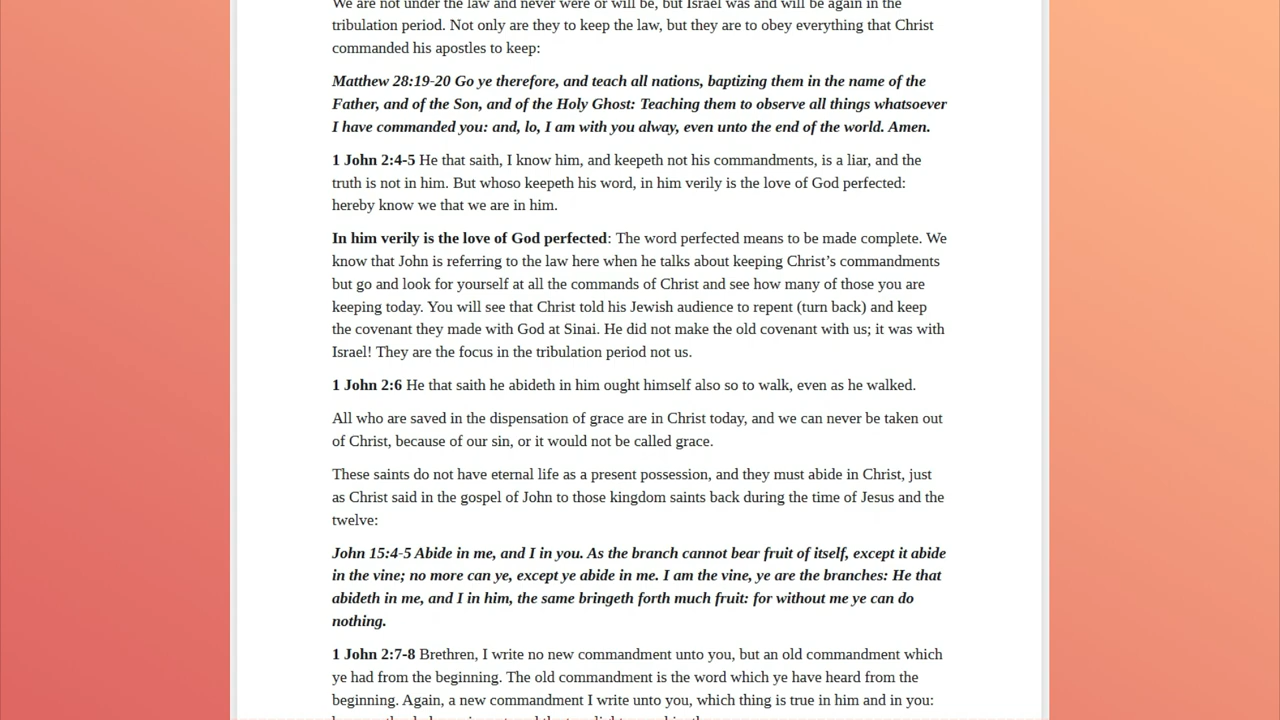 We are not under the law and never were or will be, but Israel was and will be again in the
tribulation period. Not only are they to keep the law, but they are to obey everything that Christ
commanded his apostles to keep:
Matthew 28:19-20 Go ye therefore, and teach all nations, baptizing them in the name of the
Father, and of the Son, and of the Holy Ghost: Teaching them to observe all things whatsoever
I have commanded you: and, lo, I am with you alway, even unto the end of the world. Amen.
1 John 2:4-5 He that saith, I know him, and keepeth not his commandments, is a liar, and the
truth is not in him. But whoso keepeth his word, in him verily is the love of God perfected:
hereby know we that we are in him.
In him verily is the love of God perfected: The word perfected means to be made complete. We
know that John is referring to the law here when he talks about keeping Christ’s commandments
but go and look for yourself at all the commands of Christ and see how many of those you are
keeping today. You will see that Christ told his Jewish audience to repent (turn back) and keep
the covenant they made with God at Sinai. He did not make the old covenant with us; it was with
Israel! They are the focus in the tribulation period not us.
1 John 2:6 He that saith he abideth in him ought himself also so to walk, even as he walked.
All who are saved in the dispensation of grace are in Christ today, and we can never be taken out
of Christ, because of our sin, or it would not be called grace.
These saints do not have eternal life as a present possession, and they must abide in Christ, just
as Christ said in the gospel of John to those kingdom saints back during the time of Jesus and the
twelve:
John 15:4-5 Abide in me, and I in you. As the branch cannot bear fruit of itself, except it abide
in the vine; no more can ye, except ye abide in me. I am the vine, ye are the branches: He that
abideth in me, and I in him, the same bringeth forth much fruit: for without me ye can do
nothing.
1 John 2:7-8 Brethren, I write no new commandment unto you, but an old commandment which
ye had from the beginning. The old commandment is the word which ye have heard from the
beginning. Again, a new commandment I write unto you, which thing is true in him and in you: